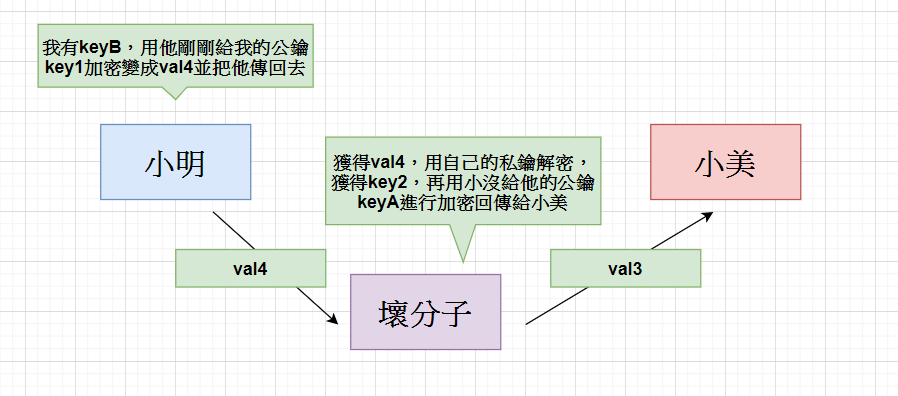 我有keyB，用他剛剛給我的公鑰
key1加密變成val4並把他傳回去
小明
獲得val4，用自己的私鑰解密，
獲得key2，再用小沒給他的公鑰
keyA進行加密回傳給小美
小美
val4
val3
壞分子